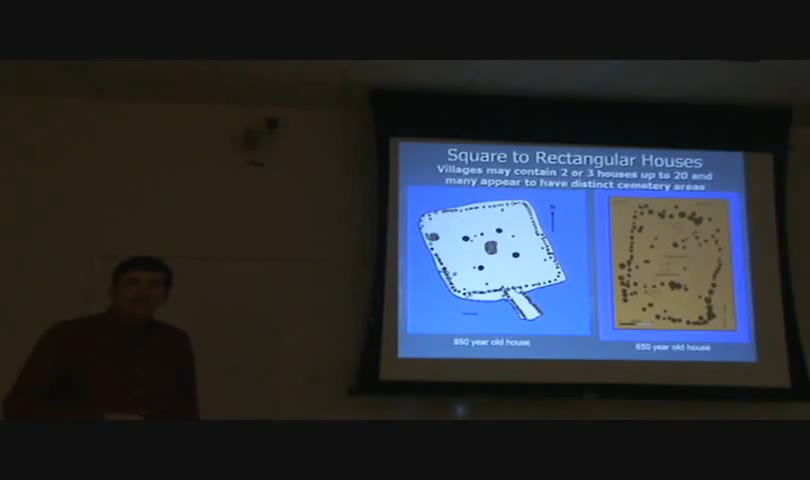 Square to Rectangular Houses
Villages may contain 2 or 3 houses up to 20 and
many appear to have distinct cemetery areas
850 year old house
650 year old house